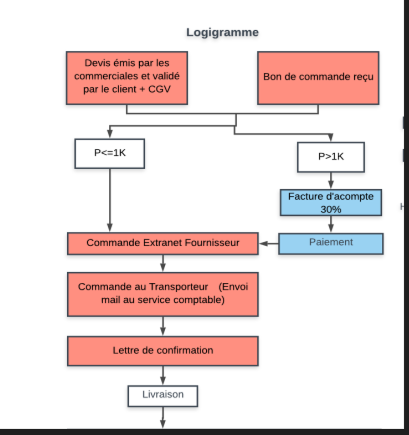 Logigramme
Devis émis par les
commerciales et validé
par le client + CGV
Bon de commande reçu
P<=1K
P>1K
Facture d'acompte
30%
Commande Extranet Fournisseur
Paiement
Commande au Transporteur (Envoi
mail au service comptable)
Lettre de confirmation
Livraison